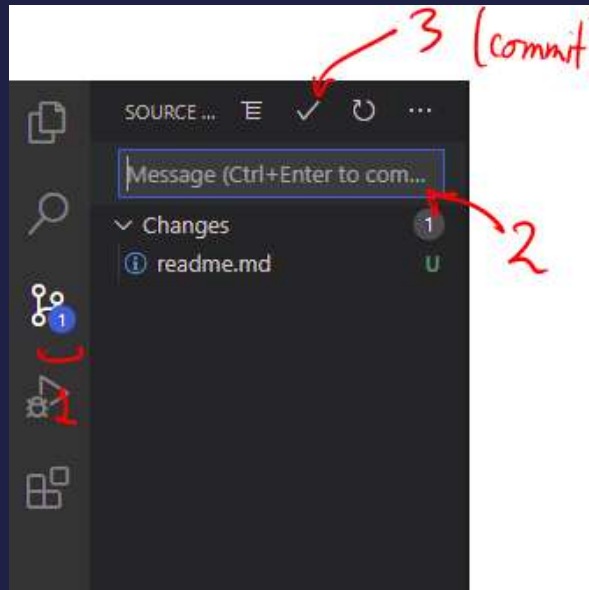 3 (commit
SOURCE ...
Message (Ctrl+Enter to com...
Changes 1
2
readme.md U
1
1